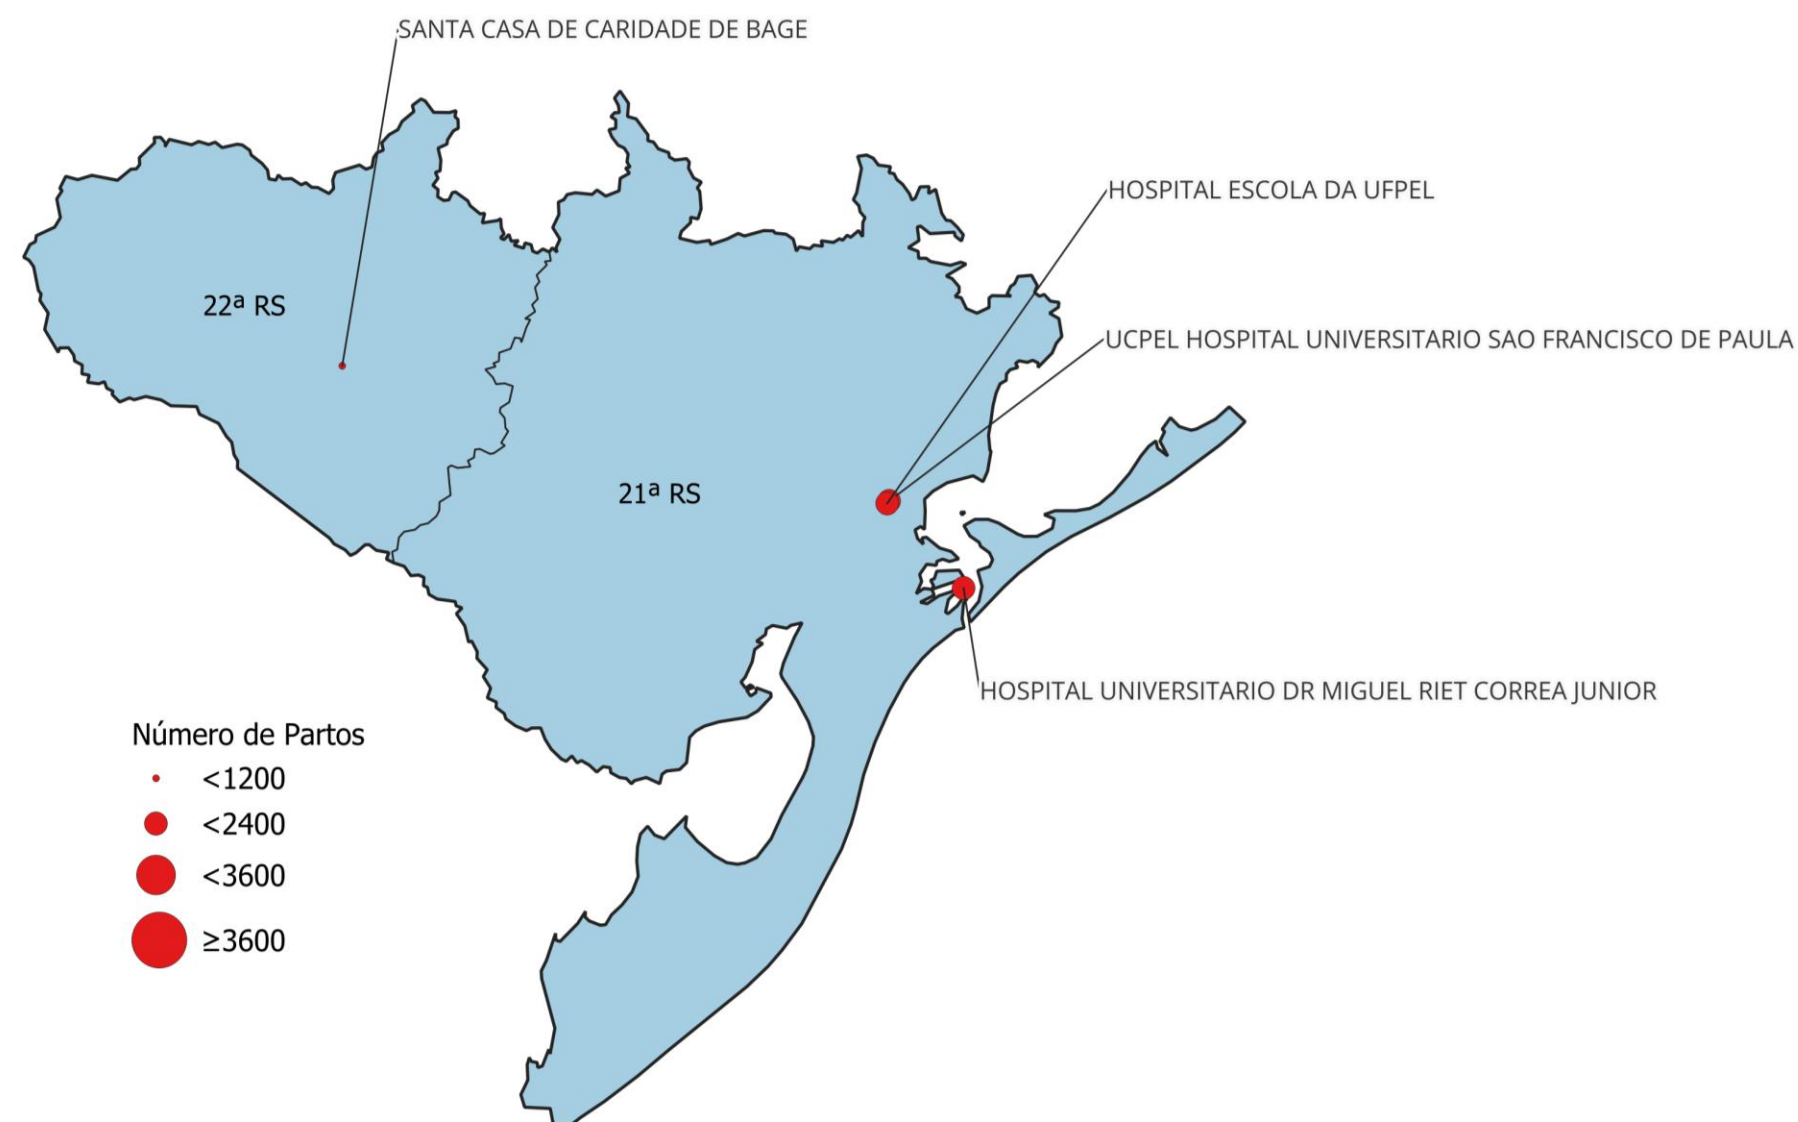 SANTA CASA DE CARIDADE DE BAGE
HOSPITAL ESCOLA DA UFPEL
22ª RS
UCPEL HOSPITAL UNIVERSITARIO SAO FRANCISCO DE PAULA
21ª RS
HOSPITAL UNIVERSITARIO DR MIGUEL RIET CORREA JUNIOR
Número de Partos
<1200
<2400
<3600
≥3600